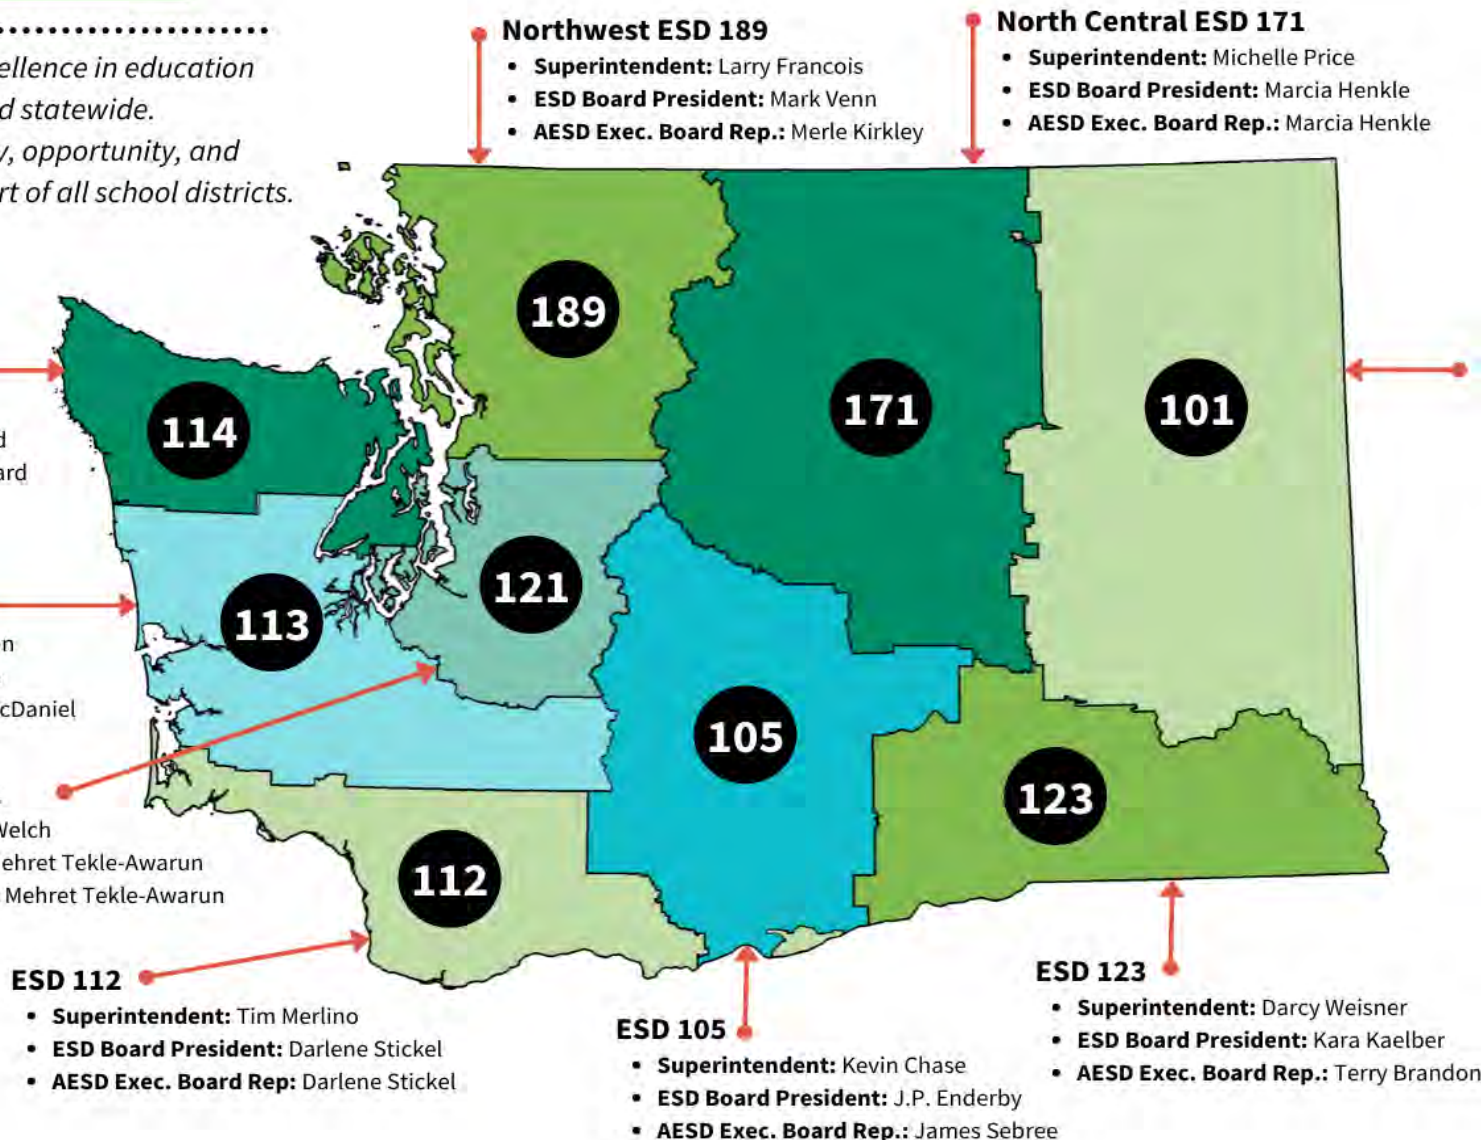 ellence in education
d statewide.
y, opportunity, and
rt of all school districts.
Northwest ESD 189
• Superintendent: Larry Francois
• ESD Board President: Mark Venn
• AESD Exec. Board Rep.: Merle Kirkley
North Central ESD 171
• Superintendent: Michelle Price
• ESD Board President: Marcia Henkle
• AESD Exec. Board Rep.: Marcia Henkle
189
171
101
114
d
ard
121
113
n
cDaniel
105
123
Welch
ehret Tekle-Awarun
Mehret Tekle-Awarun
112
ESD 112
• Superintendent: Tim Merlino
• ESD Board President: Darlene Stickel
• AESD Exec. Board Rep: Darlene Stickel
ESD 105
• Superintendent: Kevin Chase
• ESD Board President: J.P. Enderby
• AESD Exec. Board Rep.: James Sebree
ESD 123
• Superintendent: Darcy Weisner
• ESD Board President: Kara Kaelber
• AESD Exec. Board Rep.: Terry Brandon